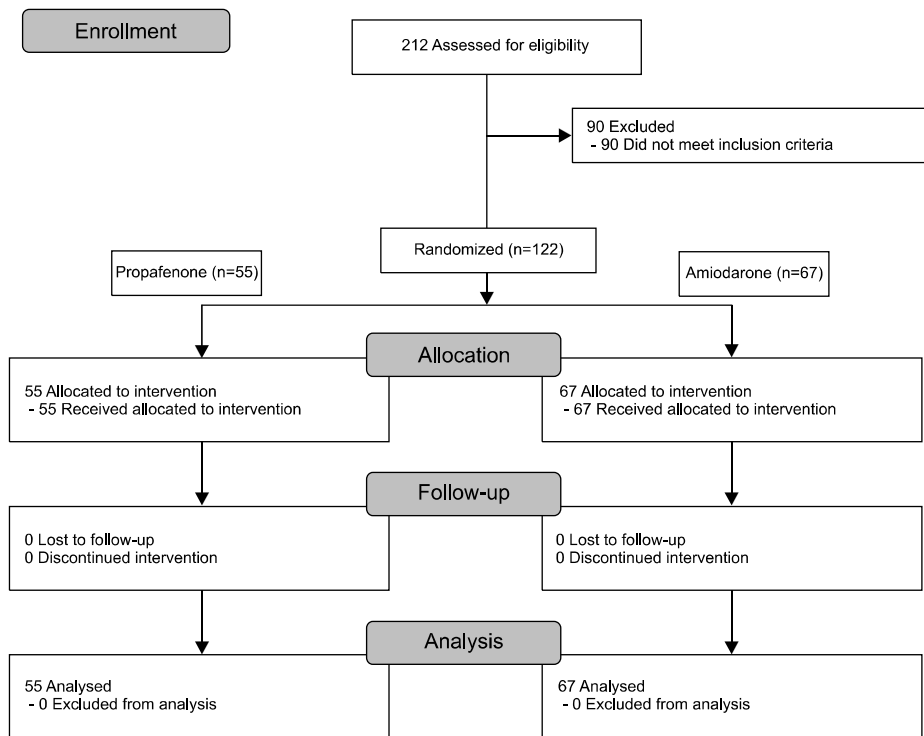 Enrollment
212 Assessed for eligibility
90 Excluded
- 90 Did not meet inclusion criteria
Randomized (n=122)
Propafenone (n=55)
Amiodarone (n=67)
Allocation
55 Allocated to intervention
- 55 Received allocated to intervention
67 Allocated to intervention
- 67 Received allocated to intervention
Follow-up
0 Lost to follow-up
0 Discontinued intervention
0 Lost to follow-up
0 Discontinued intervention
Analysis
55 Analysed
- 0 Excluded from analysis
67 Analysed
- 0 Excluded from analysis